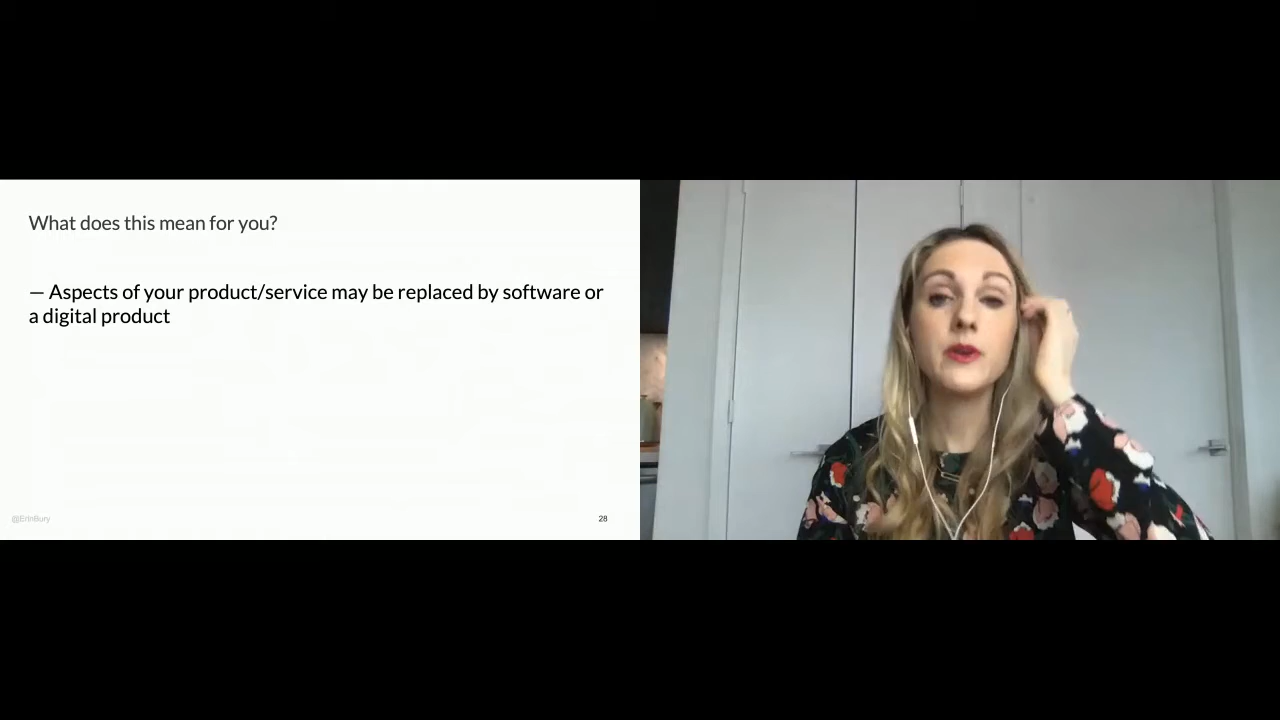 What does this mean for you?
— Aspects of your product/service may be replaced by software or
a digital product
@ErinBury
28